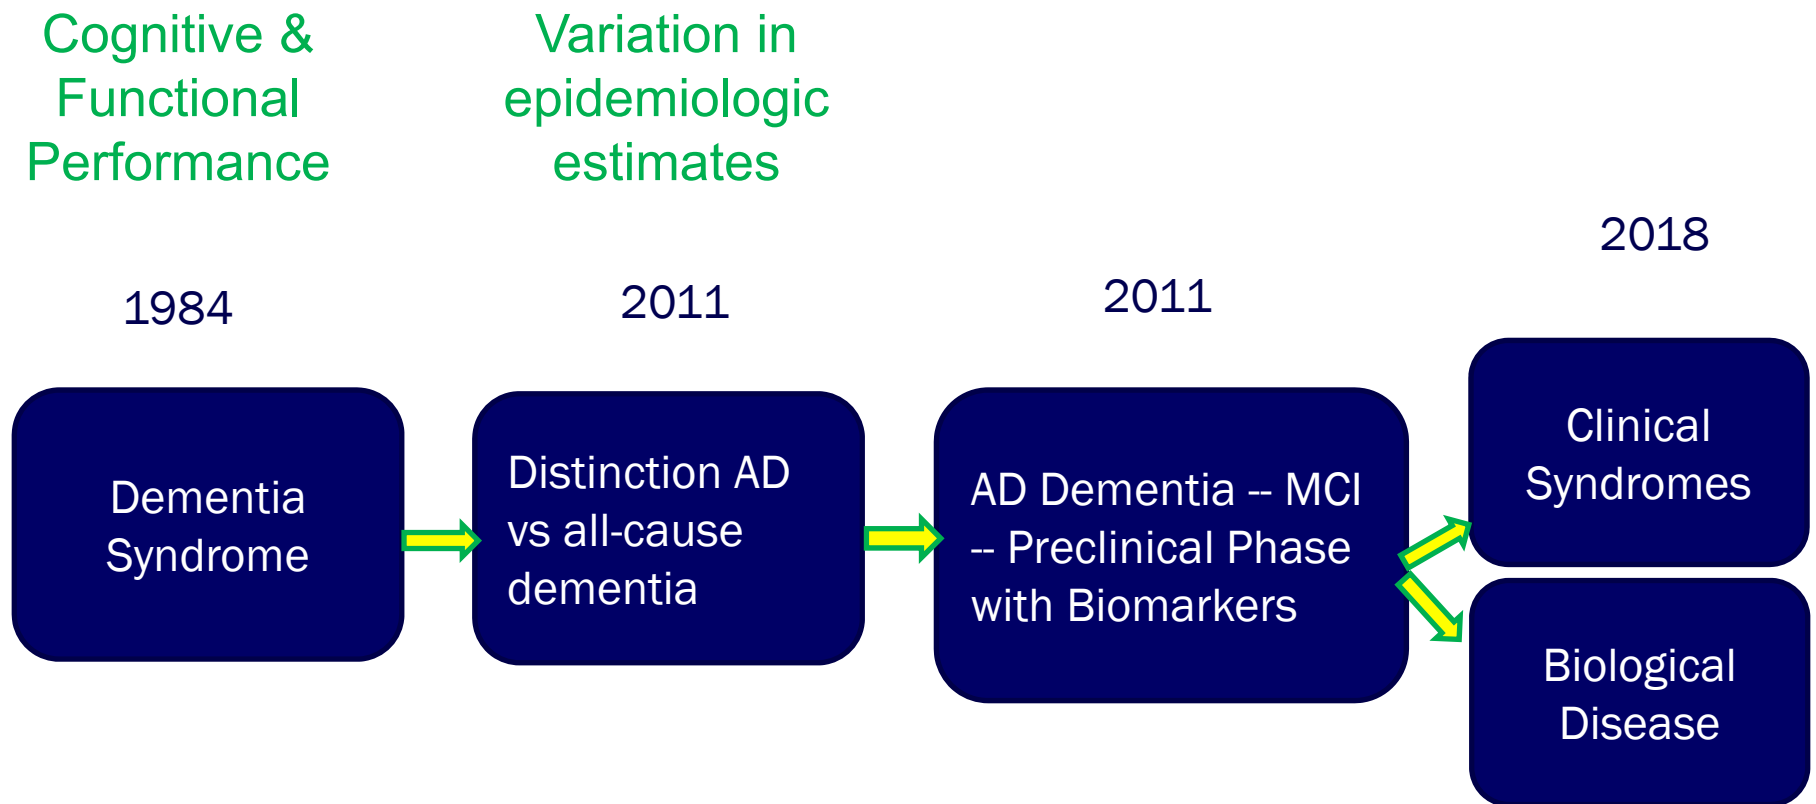 Cognitive &
Functional
Performance
Variation in
epidemiologic
estimates
1984
2011
2011
2018
Dementia
Syndrome
Distinction AD
vs all-cause
dementia
AD Dementia -- MCI
-- Preclinical Phase
with Biomarkers
Clinical
Syndromes
Biological
Disease